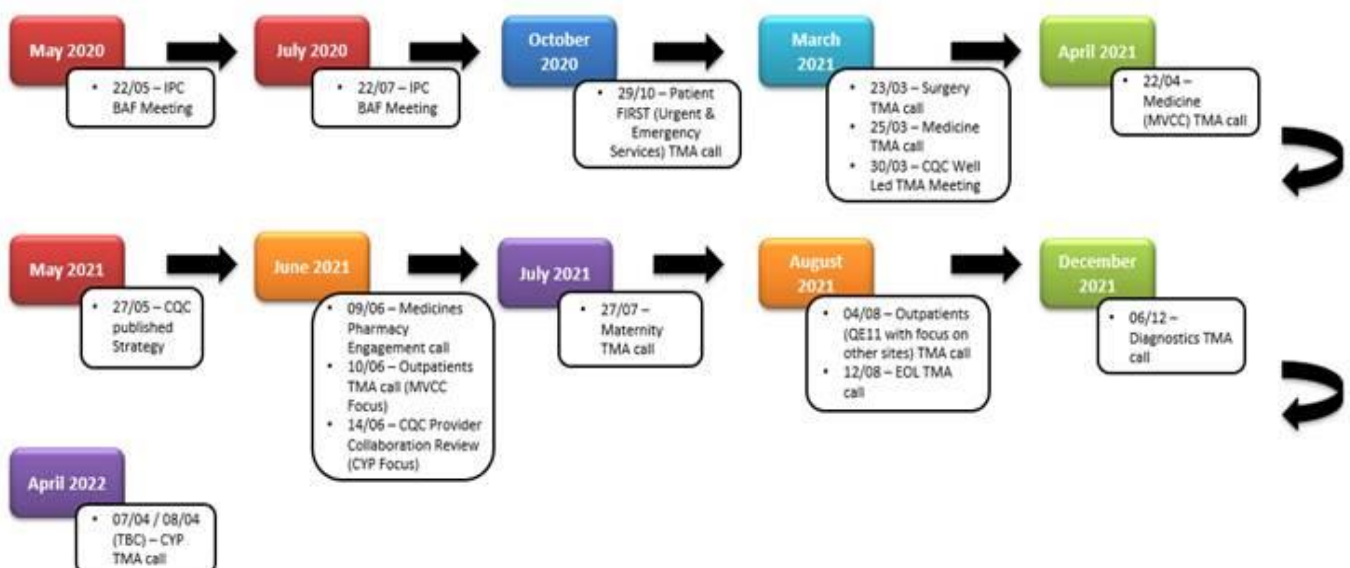 May 2020
• 22/05 – IPC
BAF Meeting
July 2020
• 22/07 – IPC
BAF Meeting
October
2020
• 29/10 – Patient
FIRST (Urgent &
Emergency
Services) TMA call
March
2021
• 23/03 – Surgery
TMA call
• 25/03 – Medicine
TMA call
• 30/03 – CQC Well
Led TMA Meeting
April 2021
• 22/04 –
Medicine
(MVCC) TMA call
May 2021
• 27/05 – CQC
published
Strategy
June 2021
• 09/06 – Medicines
Pharmacy
Engagement call
• 10/06 – Outpatients
TMA call (MVCC
Focus)
• 14/06 – CQC Provider
Collaboration Review
(CYP Focus)
July 2021
• 27/07 –
Maternity
TMA call
August
2021
• 04/08 – Outpatients
(QE11 with focus on
other sites) TMA call
• 12/08 – EOL TMA
call
December
2021
• 06/12 –
Diagnostics TMA
call
April 2022
• 07/04 / 08/04
(TBC) – CYP
TMA call